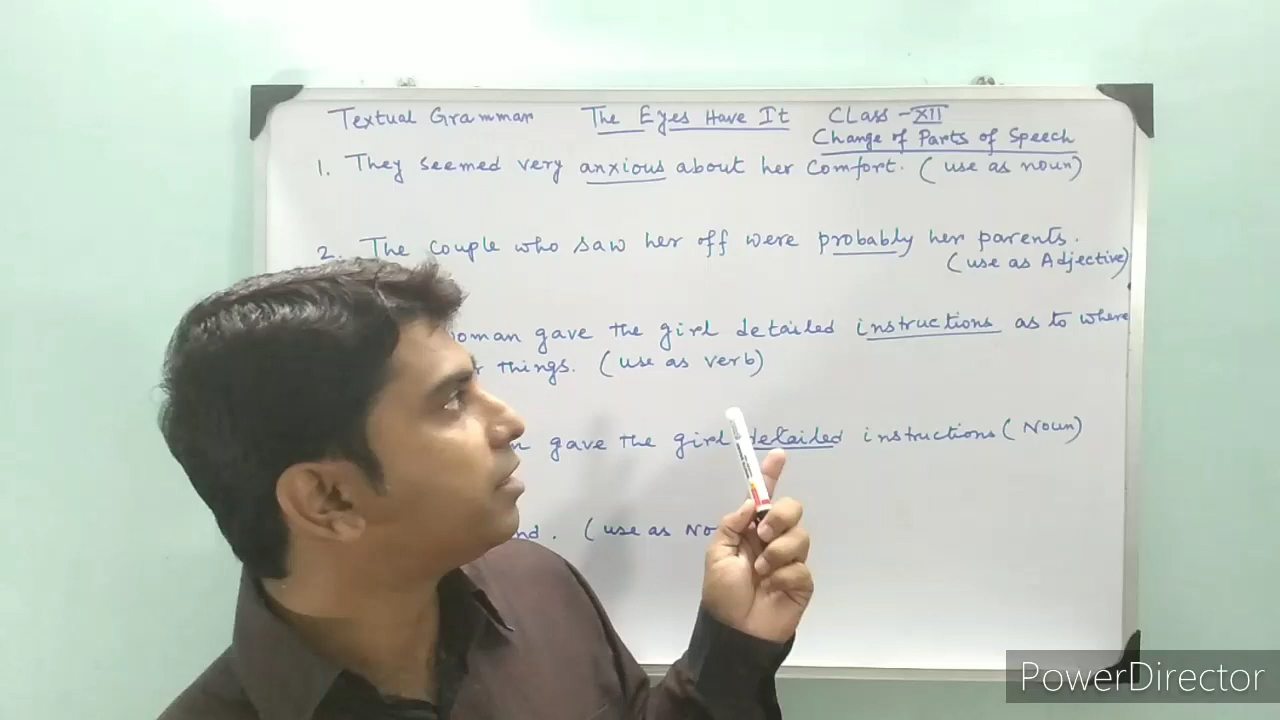 Textual Grammar The Eyes Have It Class - XII
Change of Parts of Speech
1. They seemed very anxious about her comfort. (use as noun)
2. The couple who saw her off were probably her parents.
(use as Adjective)
gave the girl detailed instructions as to where
things. (use as verb)
gave the girl detailed instructions (Noun)
(use as
PowerDirector